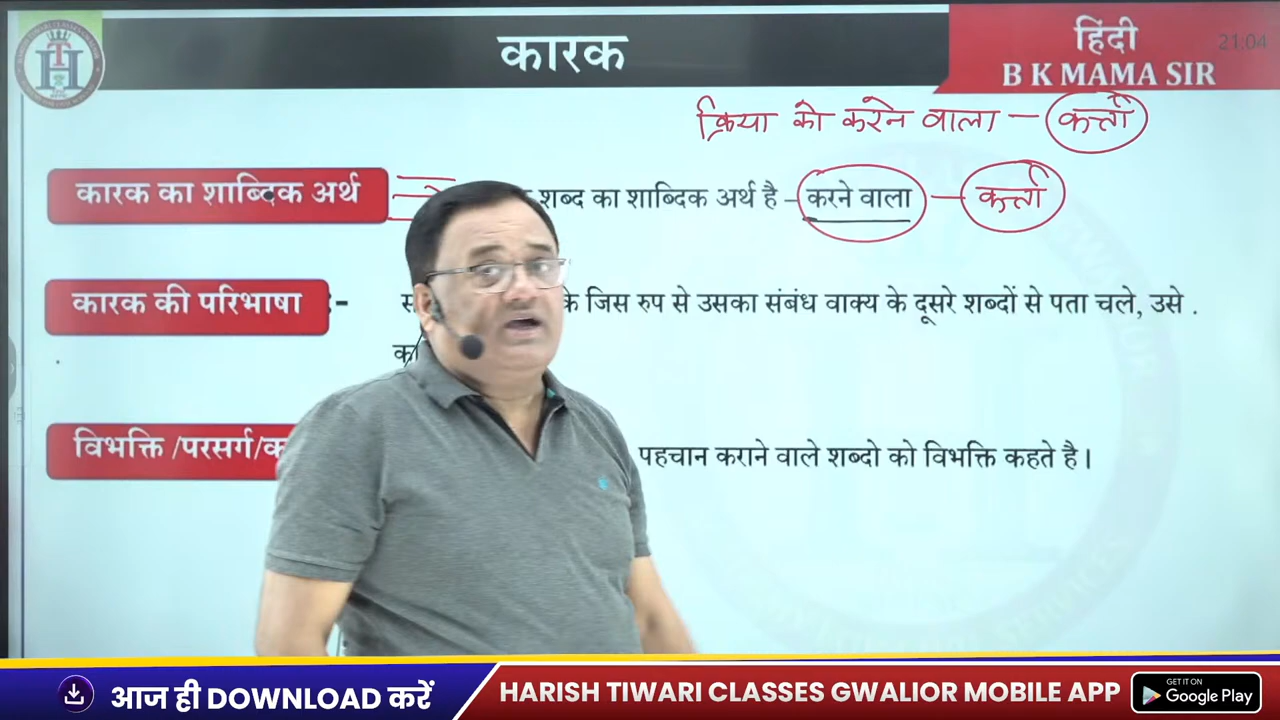 कारक
हिंदी
21:04
B K MAMA SIR
क्रिया को करने वाला – कर्त्ता
कारक का शाब्दिक अर्थ शब्द का शाब्दिक अर्थ है – करने वाला – कर्त्ता
कारक की परिभाषा :- के जिस रुप से उसका संबंध वाक्य के दूसरे शब्दों से पता चले, उसे .
विभक्ति /परसर्ग/ पहचान कराने वाले शब्दो को विभक्ति कहते है।
आज ही DOWNLOAD करें
HARISH TIWARI CLASSES GWALIOR MOBILE APP
GET IT ON
Google Play